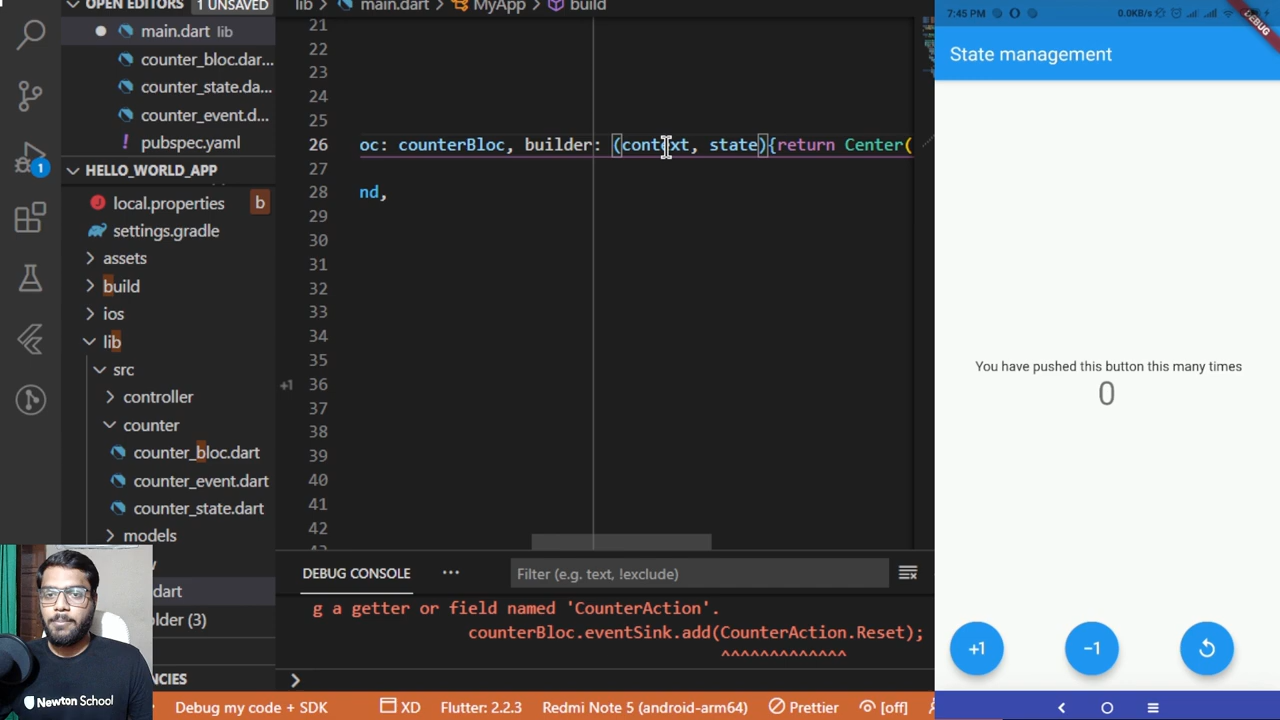 OPEN EDITORS 1 UNSAVED
main.dart lib
counter_bloc.dar...
counter_state.da...
counter_event.d...
! pubspec.yaml
HELLO_WORLD_APP
local.properties b
settings.gradle
assets
build
ios
lib
src
controller
counter
counter_bloc.dart
counter_event.dart
counter_state.dart
models
dart
older (3)
NCIES
1
lib > main.dart > MyApp > build
21
22
23
24
25
26 oc: counterBloc, builder: (context, state){return Center(
27
28 nd,
29
30
31
32
33
34
35
+1 36
37
38
39
40
41
42
DEBUG CONSOLE ... Filter (e.g. text, !exclude)
g a getter or field named 'CounterAction'.
counterBloc.eventSink.add(CounterAction.Reset);
^^^^^^^^^^^^^
>
Debug my code + SDK XD Flutter: 2.2.3 Redmi Note 5 (android-arm64) Prettier [off]
Newton School
7:45 PM 0.0KB/s
DEBUG
State management
You have pushed this button this many times
0
+1 -1